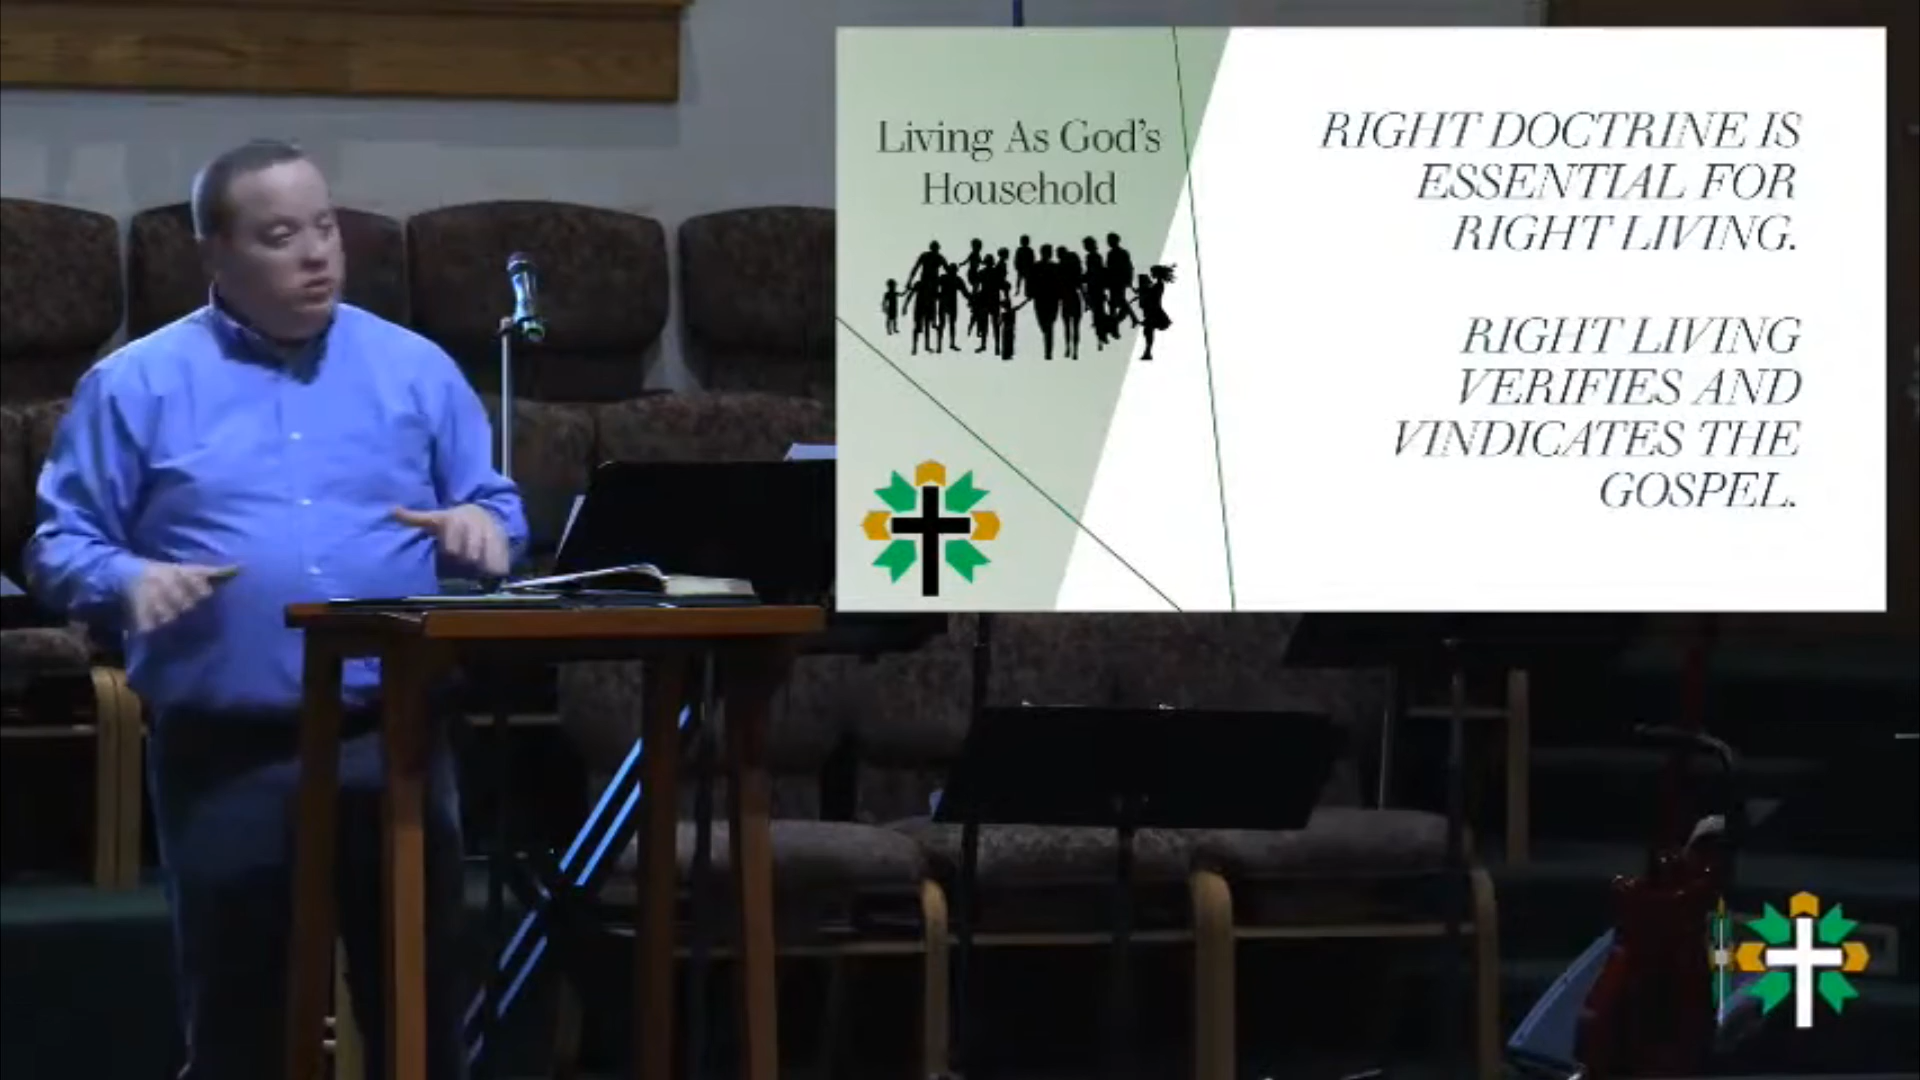 Living As God's
Household
RIGHT DOCTRINE IS
ESSENTIAL FOR
RIGHT LIVING.
RIGHT LIVING
VERIFIES AND
VINDICATES THE
GOSPEL.